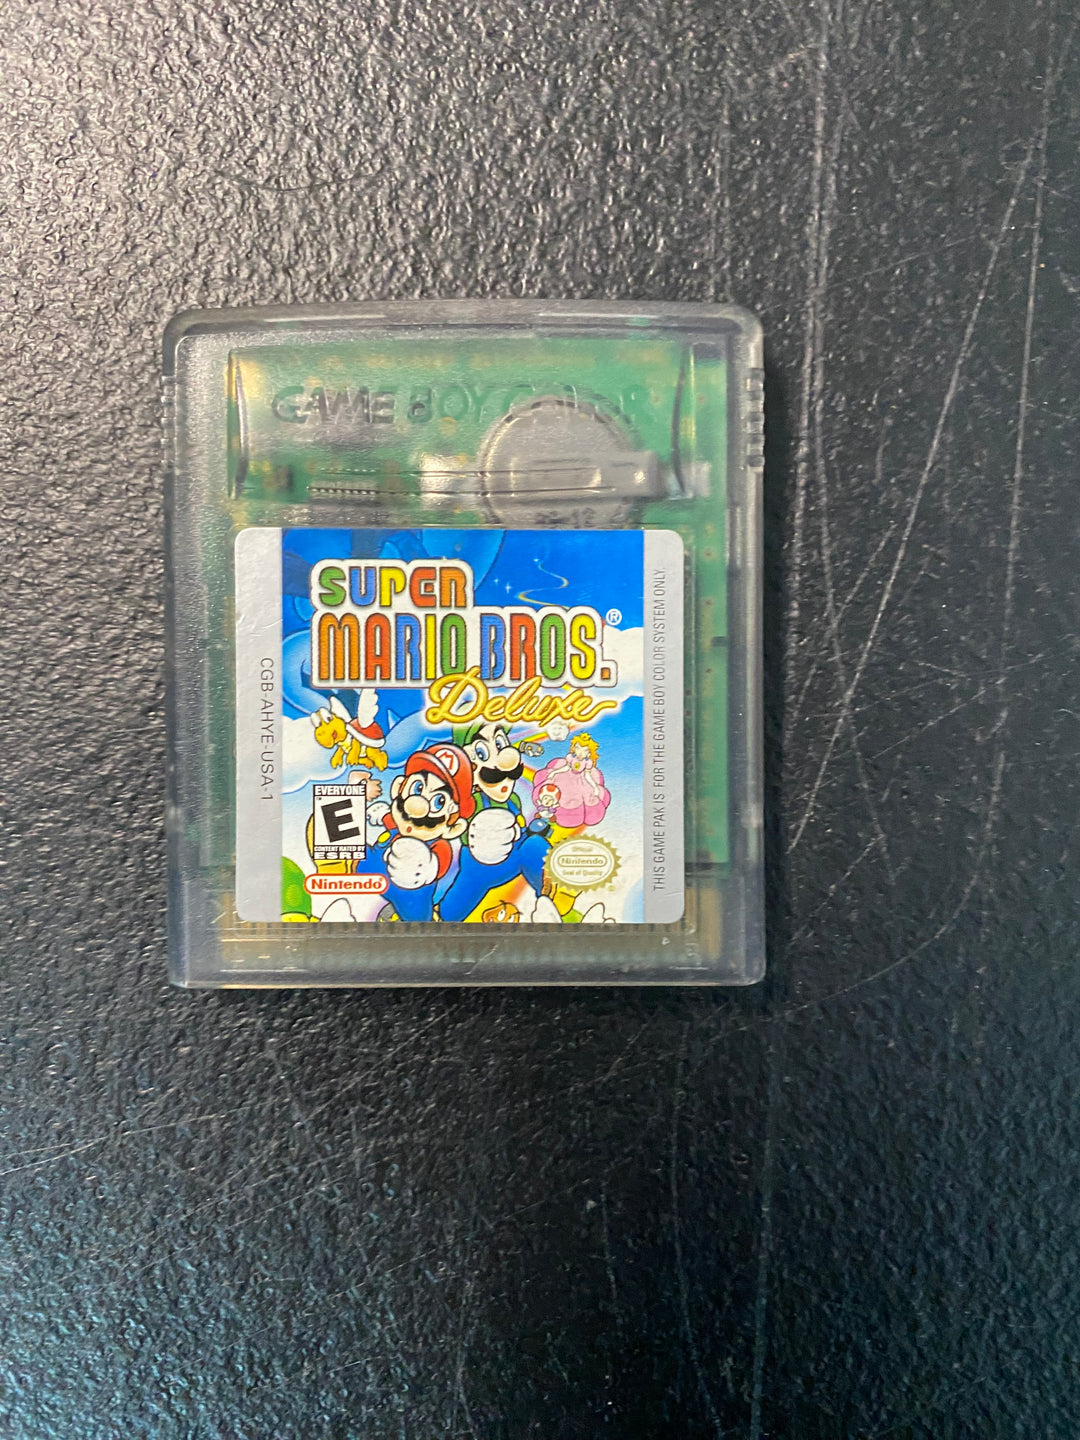 GAME BOY COLOR
SUPER
MARIO BROS.®
Deluxe
CGB-AHYE-USA-1
EVERYONE
E
CONTENT RATED BY
ESRB
Nintendo®
Official
Nintendo
Seal of Quality
THIS GAME PAK IS FOR THE GAME BOY COLOR SYSTEM ONLY.